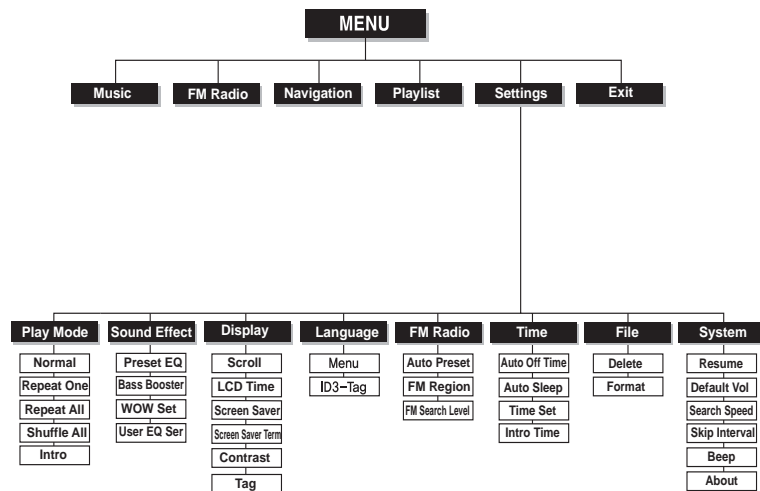 MENU
Music
FM Radio
Navigation
Playlist
Settings
Exit
Play Mode
Normal
Repeat One
Repeat All
Shuffle All
Intro
Sound Effect
Preset EQ
Bass Booster
WOW Set
User EQ Ser
Display
Scroll
LCD Time
Screen Saver
Screen Saver Term
Contrast
Tag
Language
Menu
ID3-Tag
FM Radio
Auto Preset
FM Region
FM Search Level
Time
Auto Off Time
Auto Sleep
Time Set
Intro Time
File
Delete
Format
System
Resume
Default Vol
Search Speed
Skip Interval
Beep
About